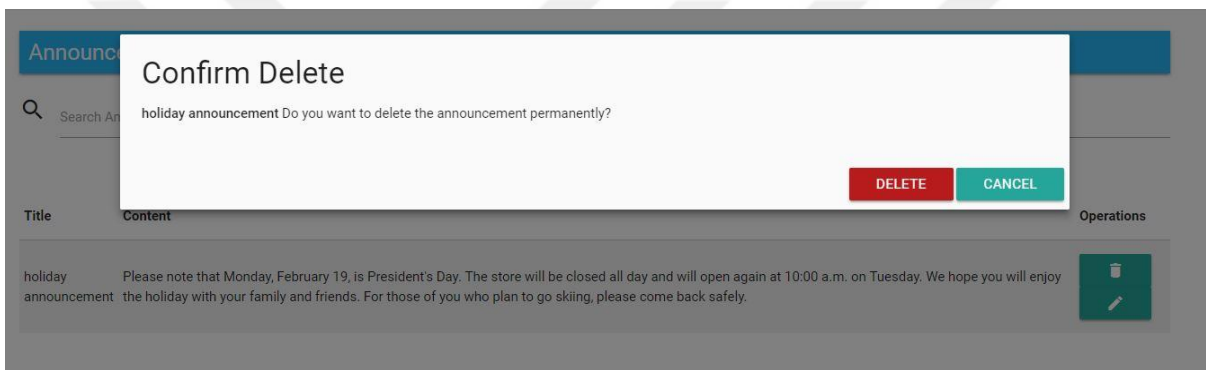 Announc
Confirm Delete
Search An
holiday announcement Do you want to delete the announcement permanently?
DELETE CANCEL
Title Content Operations
holiday Please note that Monday, February 19, is President's Day. The store will be closed all day and will open again at 10:00 a.m. on Tuesday. We hope you will enjoy
announcement the holiday with your family and friends. For those of you who plan to go skiing, please come back safely.